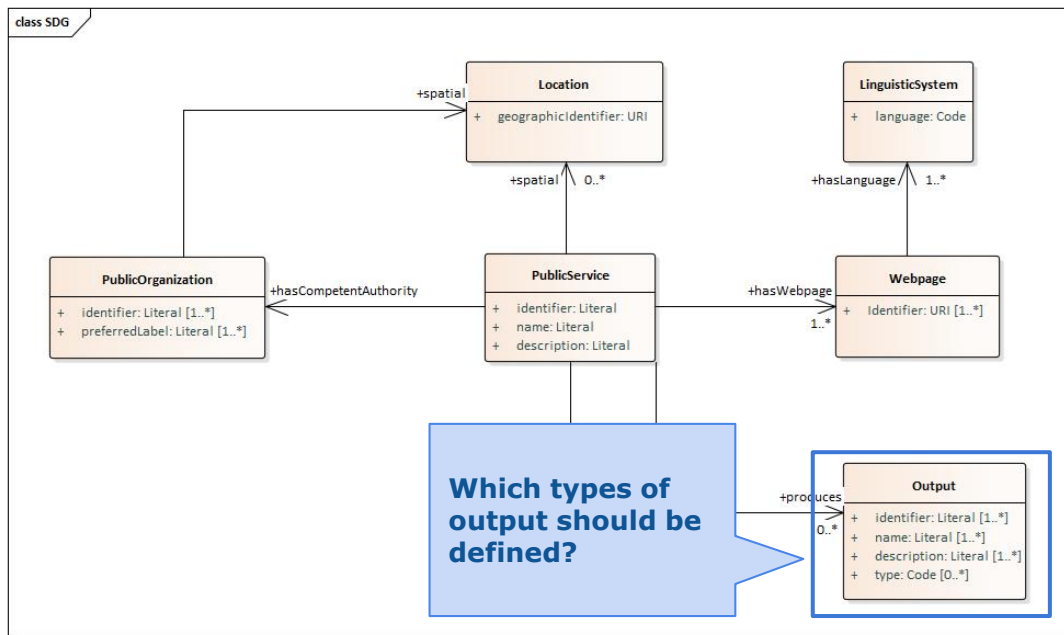 class SDG
Location
+ geographicIdentifier: URI
LinguisticSystem
+ language: Code
+spatial
+spatial
0..*
+hasLanguage
1..*
PublicOrganization
+ identifier: Literal [1..*]
+ preferredLabel: Literal [1..*]
+hasCompetentAuthority
PublicService
+ identifier: Literal
+ name: Literal
+ description: Literal
+hasWebpage
1..*
Webpage
+ Identifier: URI [1..*]
Which types of
output should be
defined?
+produces
0..*
Output
+ identifier: Literal [1..*]
+ name: Literal [1..*]
+ description: Literal [1..*]
+ type: Code [0..*]